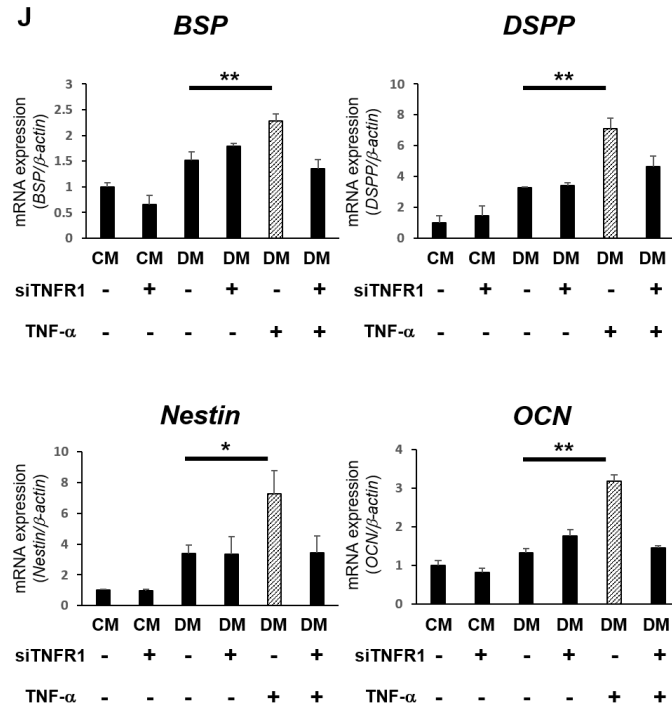 J
BSP
DSPP
**
**
mRNA expression
(BSP/β-actin)
3
2.5
2
1.5
1
0.5
0
mRNA expression
(DSPP/β-actin)
10
8
6
4
2
0
CM CM DM DM DM DM
CM CM DM DM DM DM
siTNFR1 - + - + - +
siTNFR1 - + - + - +
TNF-α - - - - + +
TNF-α - - - - + +
Nestin
OCN
*
**
mRNA expression
(Nestin/β-actin)
10
8
6
4
2
0
mRNA expression
(OCN/β-actin)
4
3
2
1
0
CM CM DM DM DM DM
CM CM DM DM DM DM
siTNFR1 - + - + - +
siTNFR1 - + - + - +
TNF-α - - - - + +
TNF-α - - - - + +